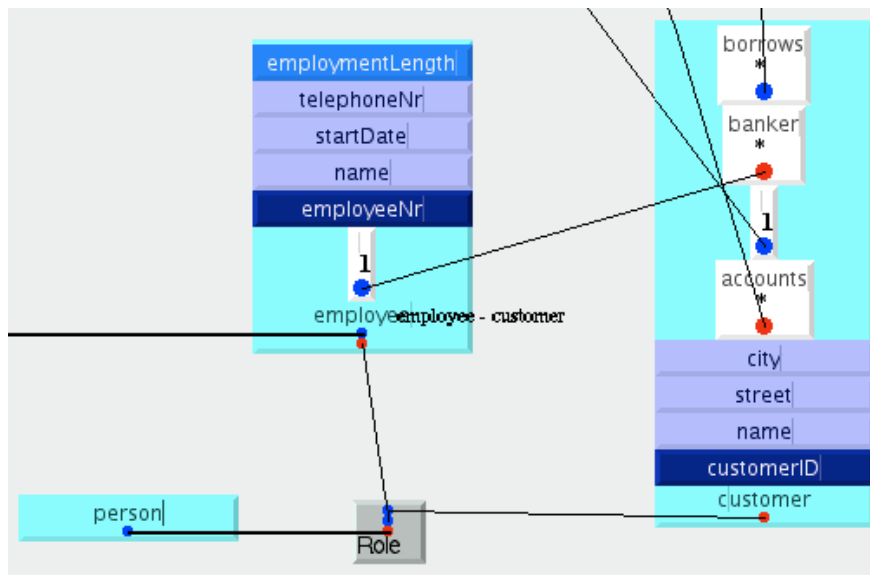 employmentLength
telephoneNr
startDate
name
employeeNr
1
employee
employee - customer
borrows
*
banker
*
1
accounts
*
city
street
name
customerID
customer
person
Role